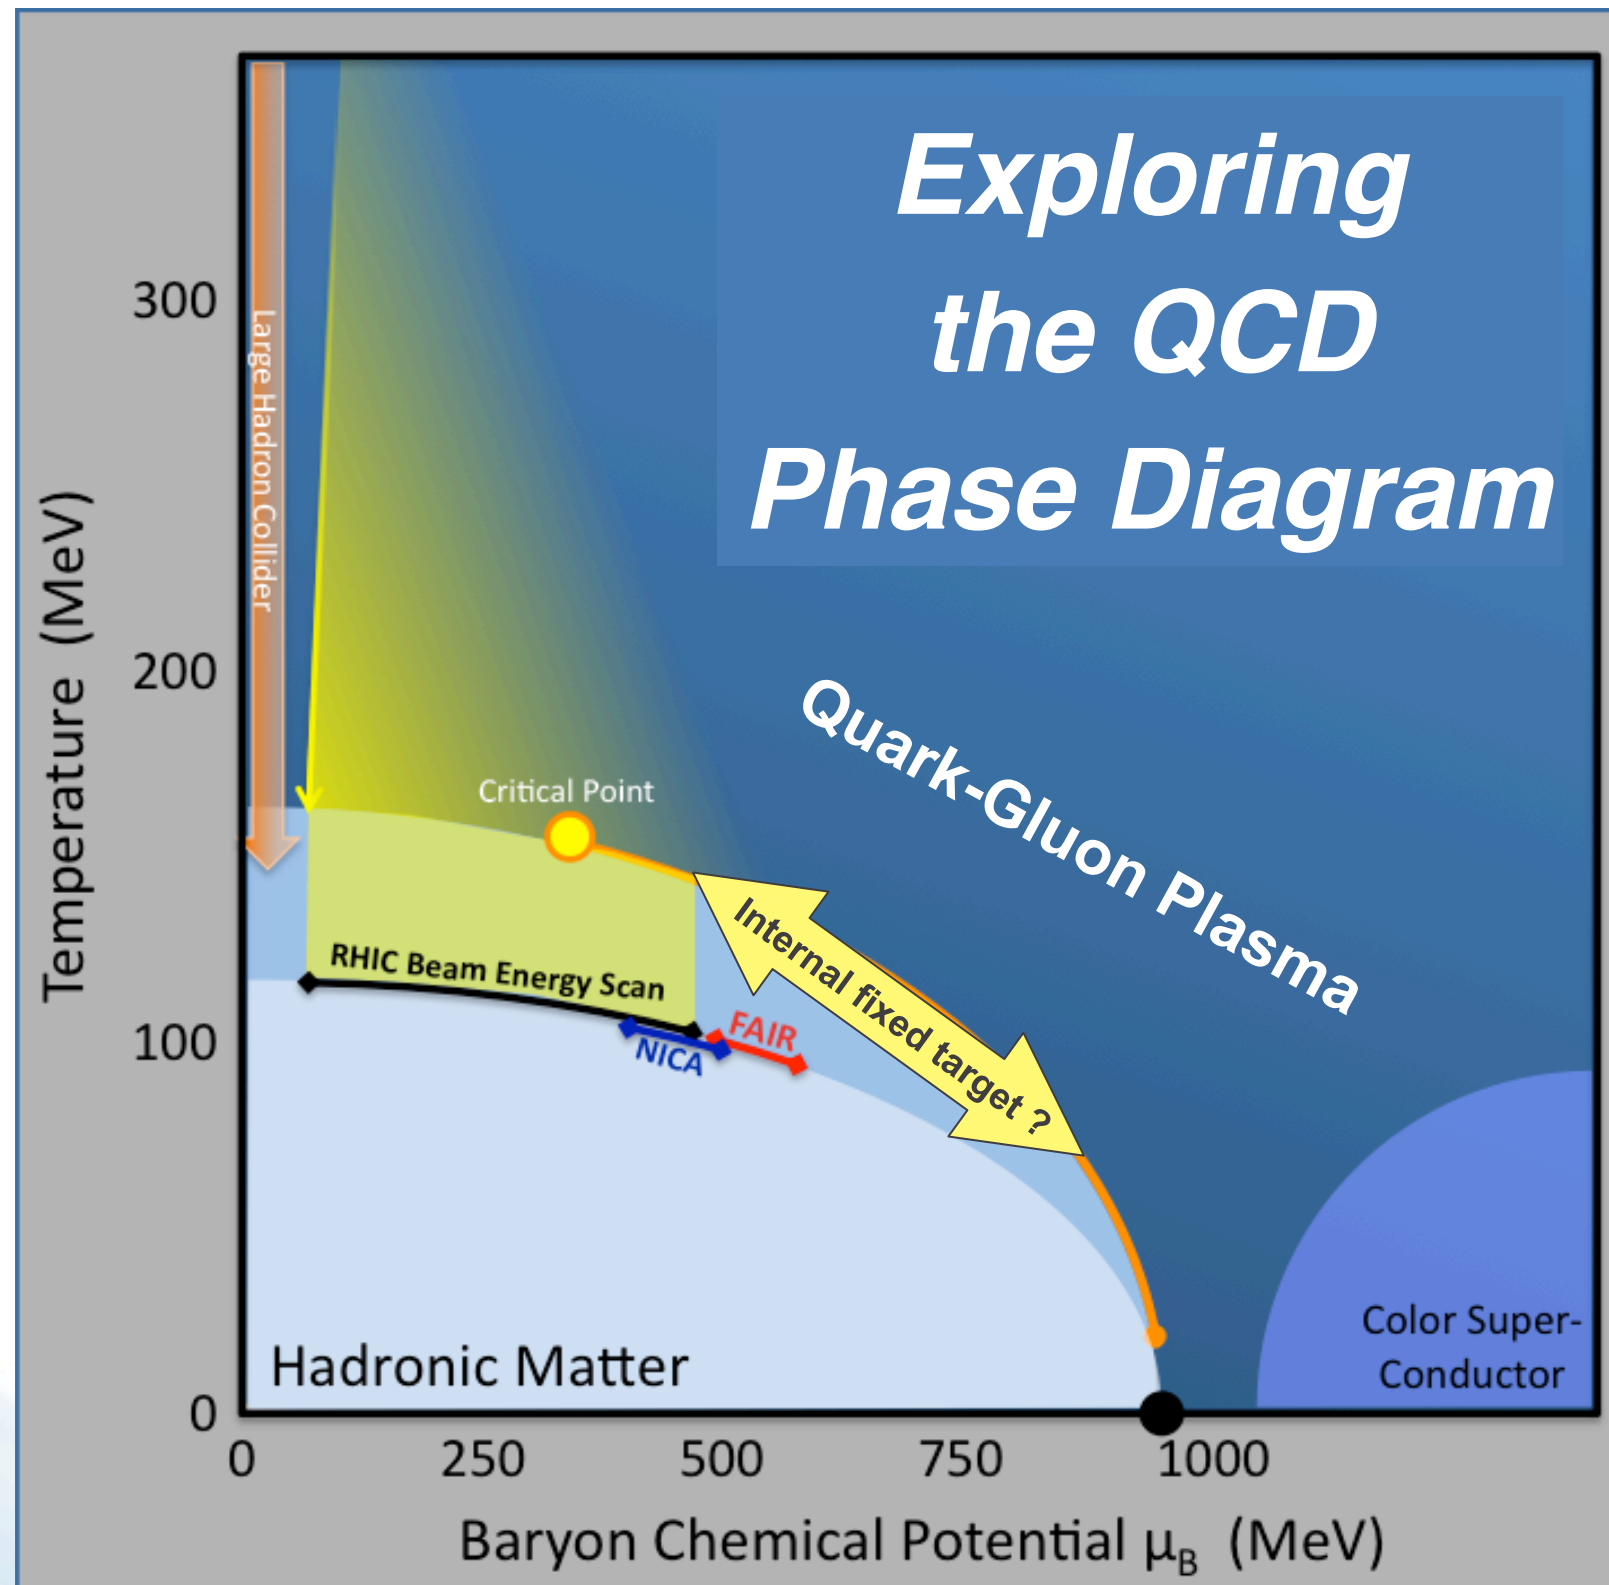 Exploring
the QCD
Phase Diagram
300
200
100
0
Temperature (MeV)
Large Hadron Collider
Critical Point
Quark-Gluon Plasma
Internal fixed target ?
RHIC Beam Energy Scan
NICA
FAIR
Hadronic Matter
Color Super-
Conductor
0 250 500 750 1000
Baryon Chemical Potential μB (MeV)